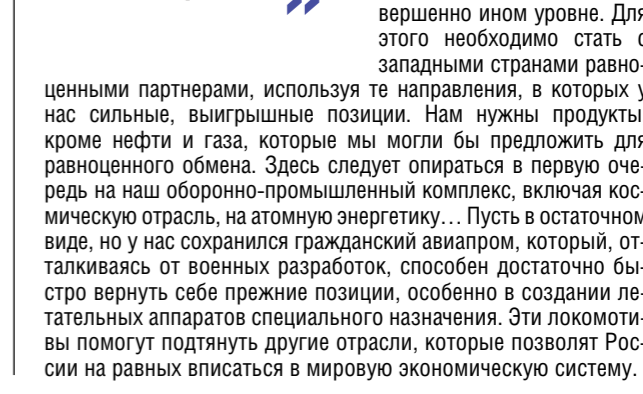 ”
вершенно ином уровне. Для
этого необходимо стать с
западными странами равно-
ценными партнерами, используя те направления, в которых у
нас сильные, выигрышные позиции. Нам нужны продукты
кроме нефти и газа, которые мы могли бы предложить для
равноценного обмена. Здесь следует опираться в первую оче-
редь на наш оборонно-промышленный комплекс, включая кос-
мическую отрасль, на атомную энергетику… Пусть в остаточном
виде, но у нас сохранился гражданский авиапром, который, от-
талкиваясь от военных разработок, способен достаточно бы-
стро вернуть себе прежние позиции, особенно в создании ле-
тательных аппаратов специального назначения. Эти локомоти-
вы помогут подтянуть другие отрасли, которые позволят Рос-
сии на равных вписаться в мировую экономическую систему.